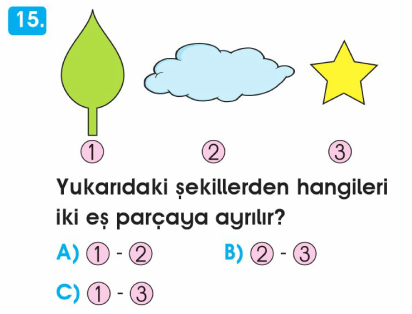 15.
1 2 3
Yukarıdaki şekillerden hangileri
iki eş parçaya ayrılır?
A) 1 - 2 B) 2 - 3
C) 1 - 3